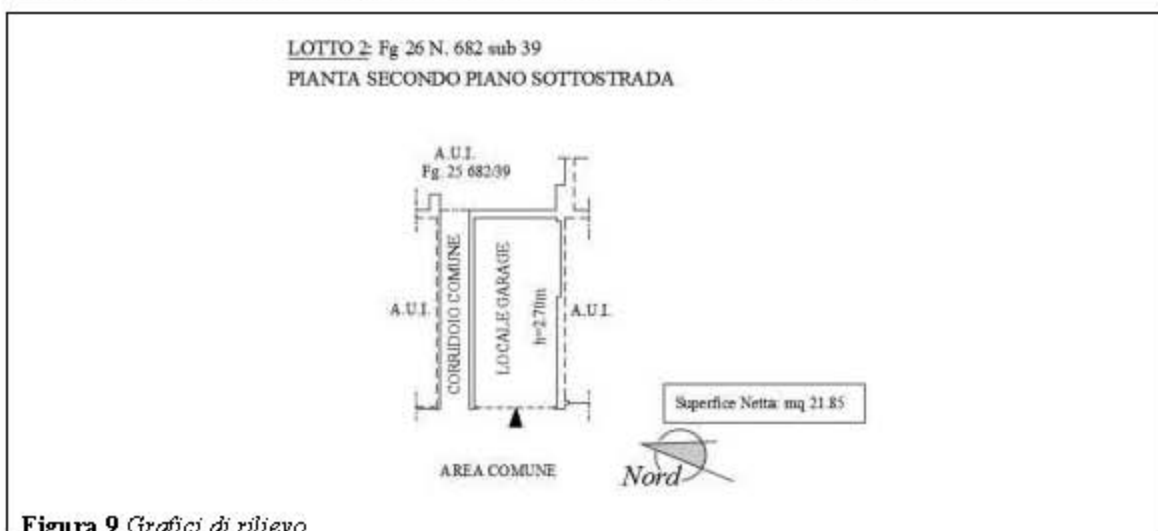 LOTTO 2: Fg 26 N. 682 sub 39
PIANTA SECONDO PIANO SOTTOSTRADA
A.U.I.
Fg. 25 682/39
CORRIDOIO COMUNE
LOCALE GARAGE
h=2.70m
A.U.I.
A.U.I.
Superfice Netta: mq 21.85
AREA COMUNE
Nord
Figura 9 Grafici di rilievo